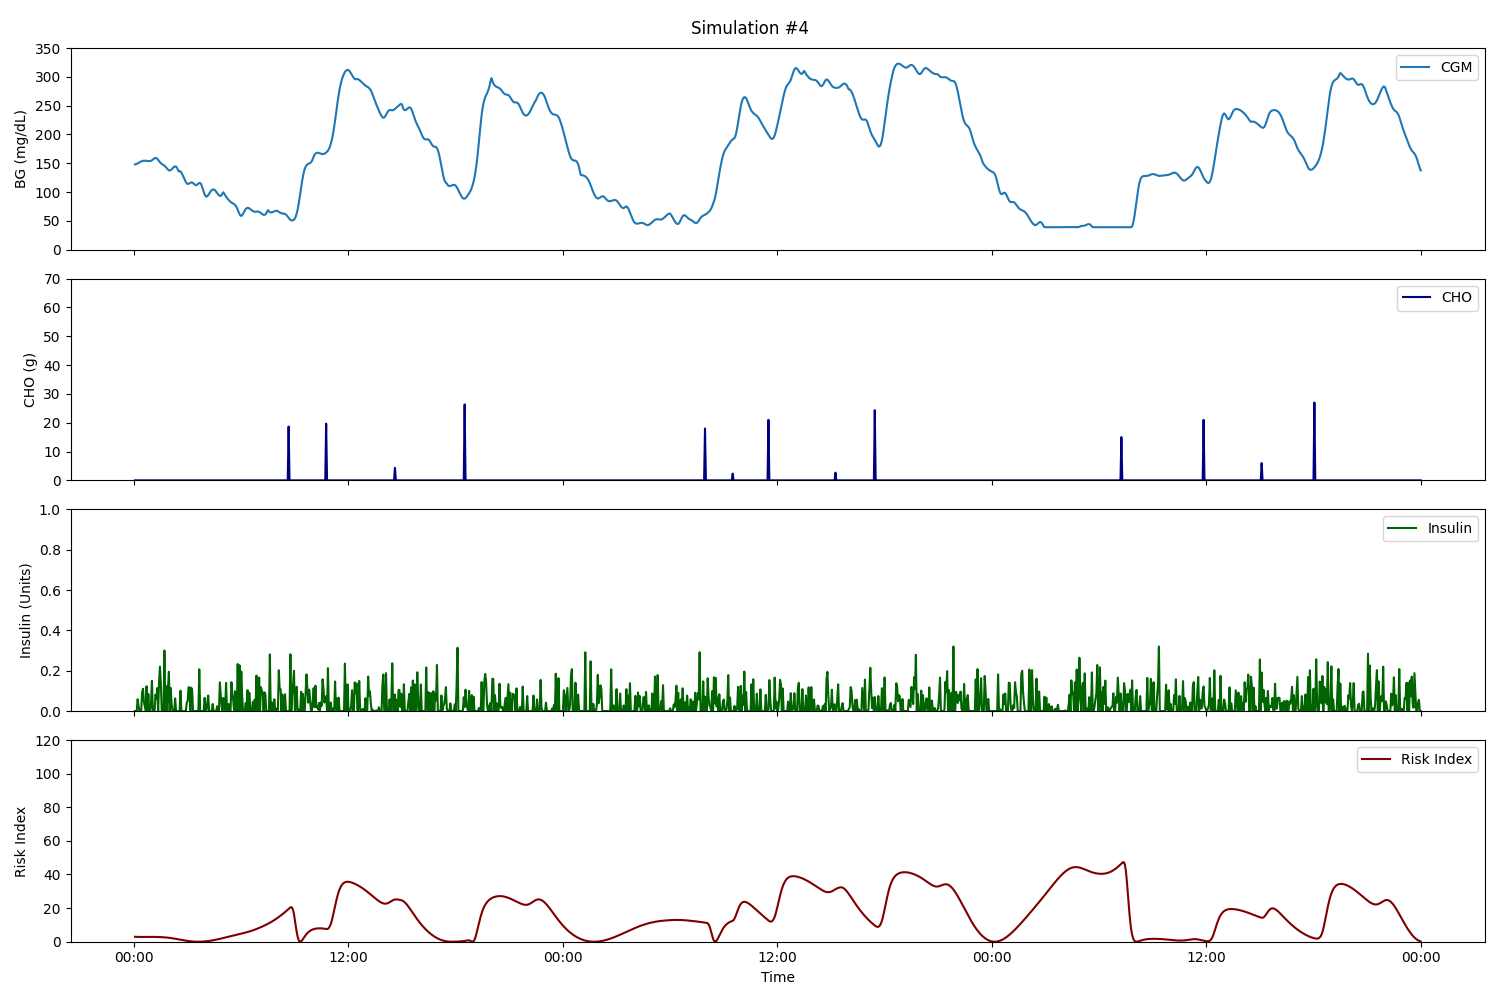 Simulation #4
350
300
250
200
150
100
50
0
BG (mg/dL)
CGM
70
60
50
40
30
20
10
0
CHO (g)
CHO
1.0
0.8
0.6
0.4
0.2
0.0
Insulin (Units)
Insulin
120
100
80
60
40
20
0
Risk Index
Risk Index
00:00 12:00 00:00 12:00 00:00 12:00 00:00
Time